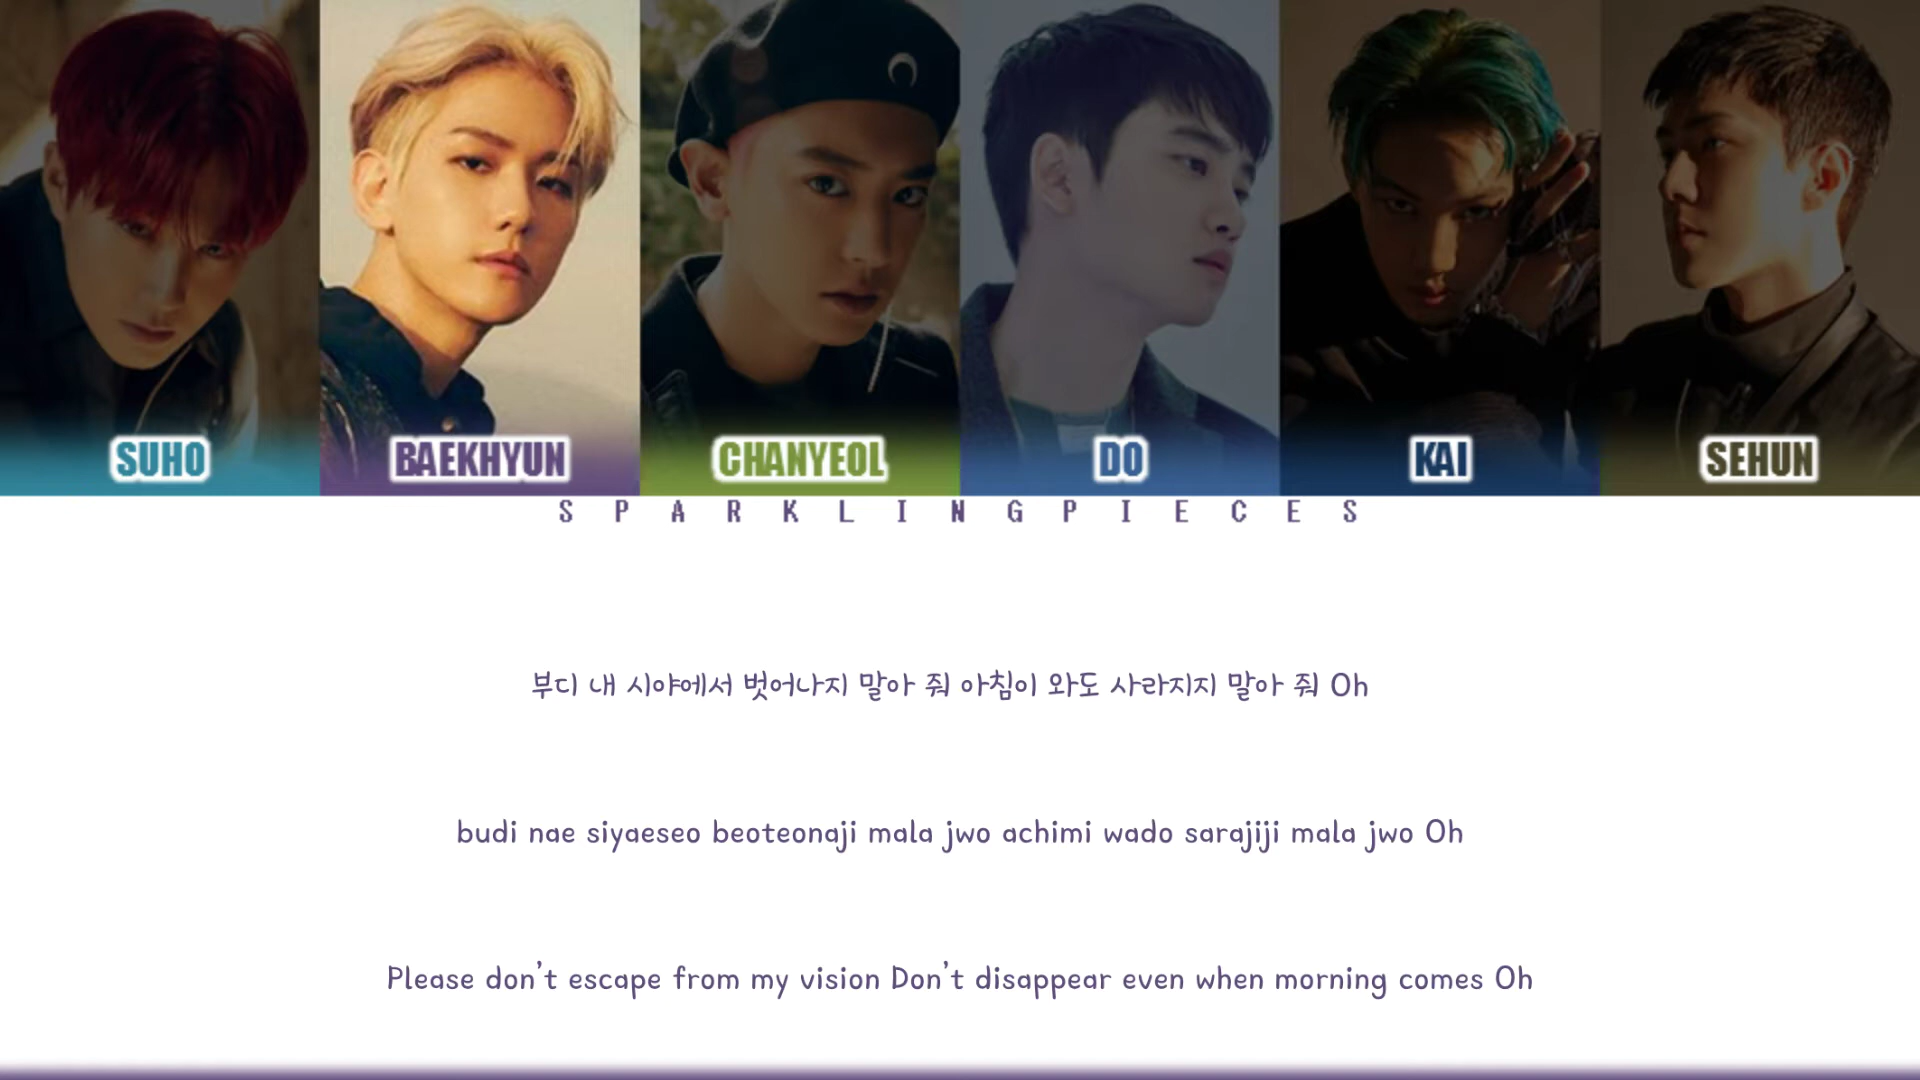 SUHO BAEKHYUN CHANYEOL DO KAI SEHUN
SPARKLINGPIECES
부디 내 시야에서 벗어나지 말아 줘 아침이 와도 사라지지 말아 줘 Oh
budi nae siyaeseo beoteonaji mala jwo achimi wado sarajiji mala jwo Oh
Please don't escape from my vision Don't disappear even when morning comes Oh